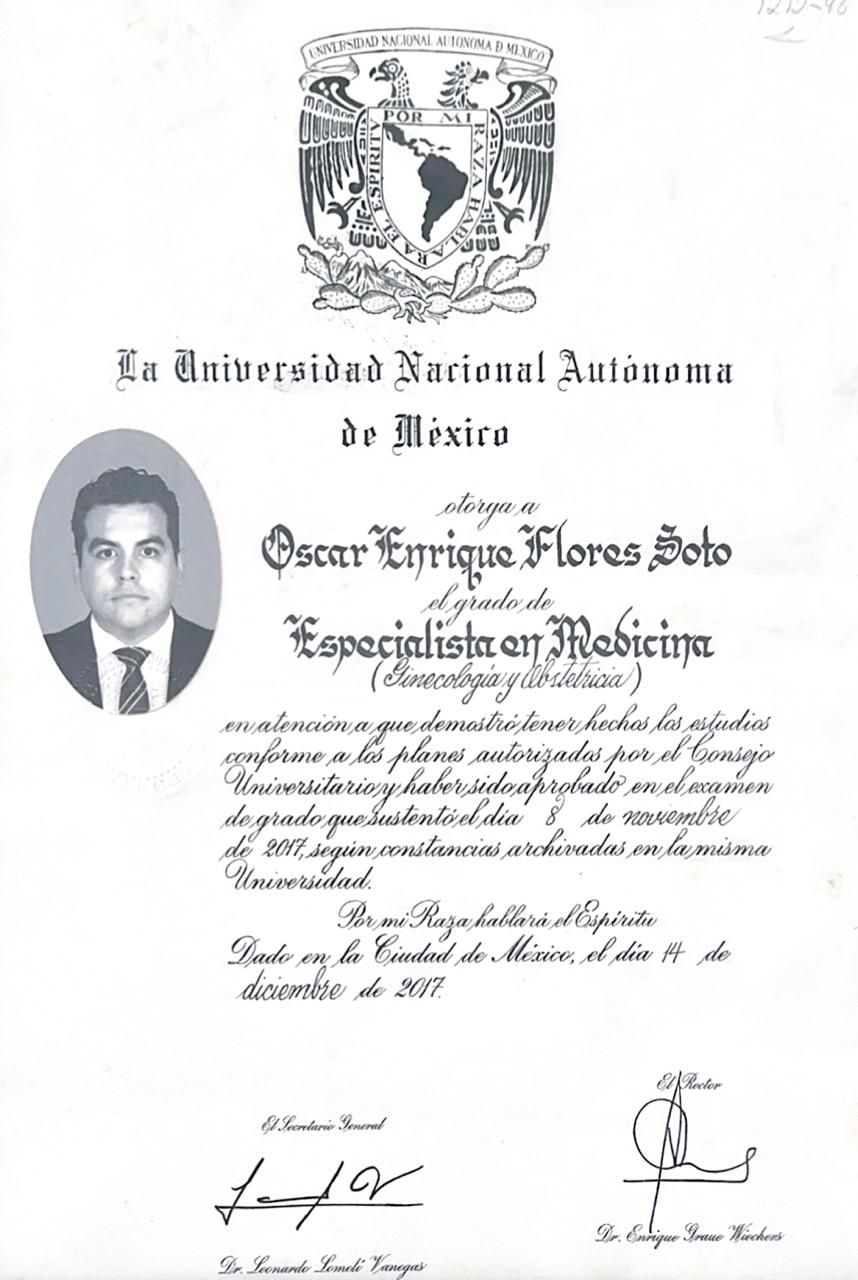 1212-96
UNIVERSIDAD NACIONAL AUTONOMA D MEXICO
POR MI RAZA HABLARA EL ESPIRITV
La Universidad Nacional Autónoma
de México
otorga a
Oscar Enrique Flores Soto
el grado de
Especialista en Medicina
(Ginecología y Obstetricia)
en atención a que demostró tener hechos los estudios
conforme a los planes autorizados por el Consejo
Universitario y haber sido aprobado en el examen
de grado que sustentó el día 8 de noviembre
de 2017, según constancias archivadas en la misma
Universidad.
Por mi Raza hablará el Espíritu
Dado en la Ciudad de México, el día 14 de
diciembre de 2017.
El Rector
El Secretario General
Dr. Enrique Graue Wiechers
Dr. Leonardo Lomelí Vanegas